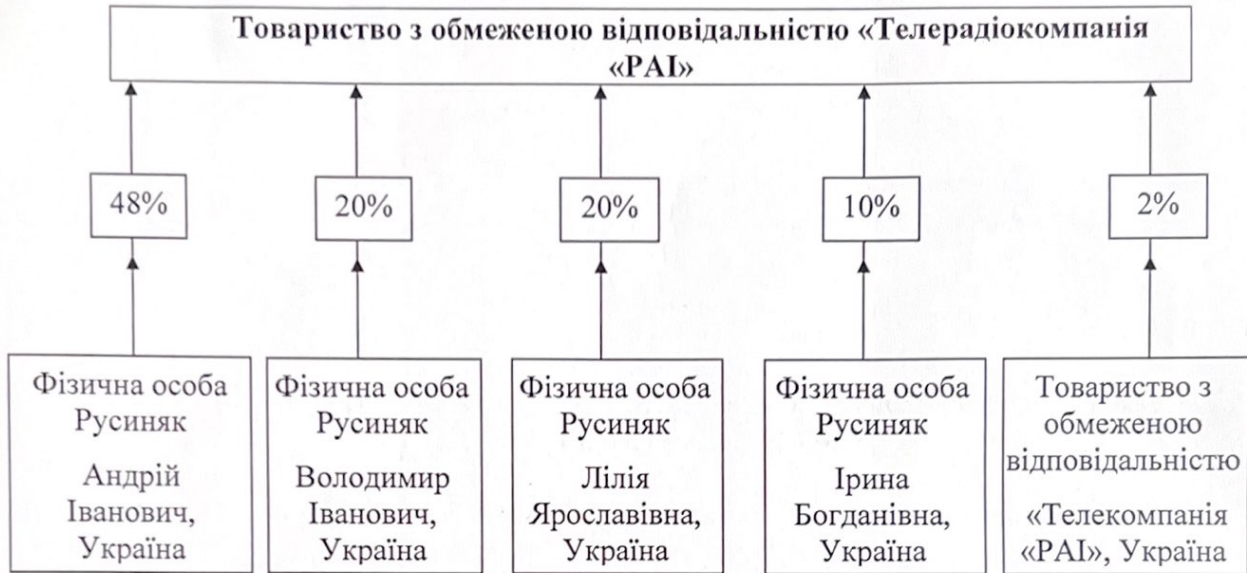 Товариство з обмеженою відповідальністю «Телерадіокомпанія
«РАІ»
48%
20%
20%
10%
2%
Фізична особа
Русиняк
Андрій
Іванович,
Україна
Фізична особа
Русиняк
Володимир
Іванович,
Україна
Фізична особа
Русиняк
Лілія
Ярославівна,
Україна
Фізична особа
Русиняк
Ірина
Богданівна,
Україна
Товариство з
обмеженою
відповідальністю
«Телекомпанія
«РАІ», Україна